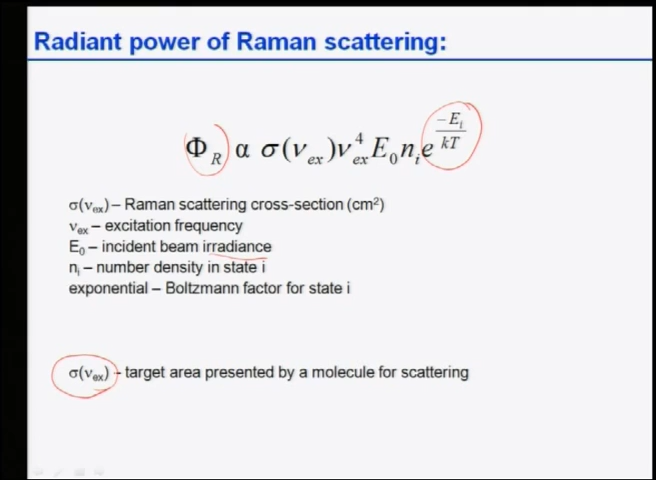 Radiant power of Raman scattering:
Φ_R α σ(ν_ex)ν_ex^4 E_0 n_i e^(-E_i/kT)
σ(ν_ex) – Raman scattering cross-section (cm²)
ν_ex – excitation frequency
E_0 – incident beam irradiance
n_i – number density in state i
exponential – Boltzmann factor for state i
σ(ν_ex) - target area presented by a molecule for scattering